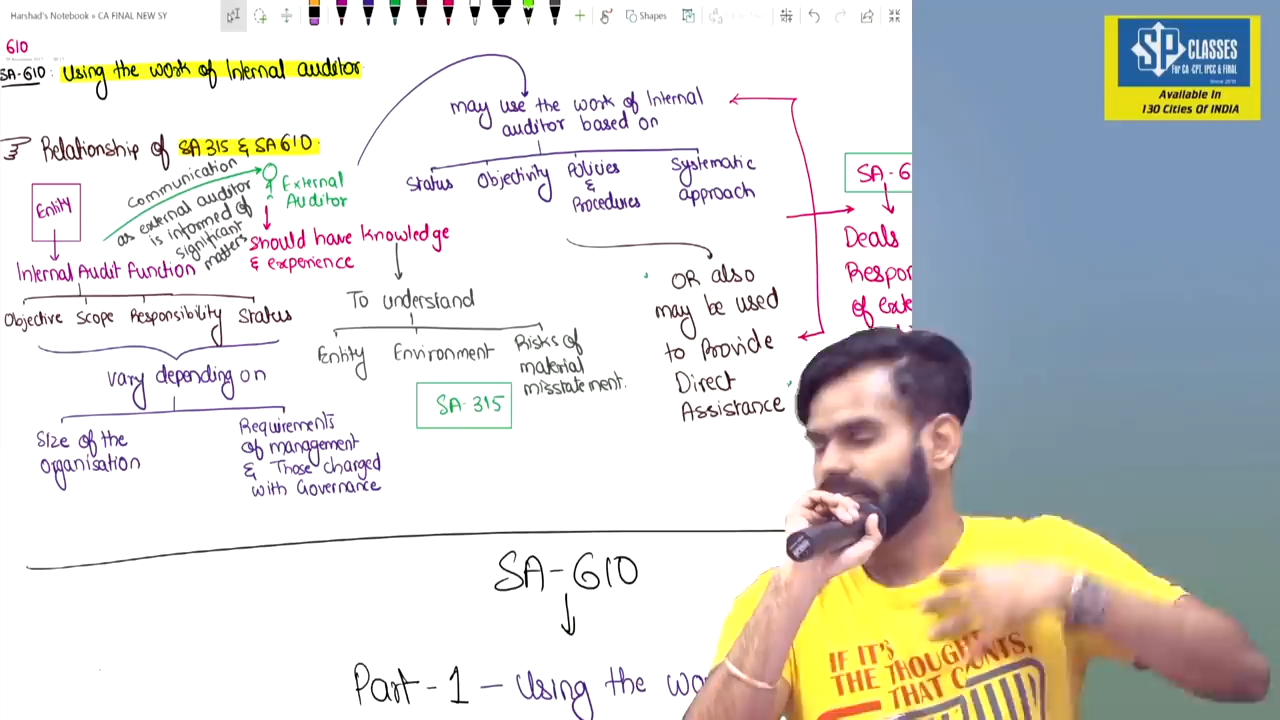 Harshad's Notebook » CA FINAL NEW SY
Shapes
610
SA-610: Using the work of Internal auditor
Relationship of SA 315 & SA 610.
Entity
Communication
as external auditor
is informed of
significant
matters
External
Auditor
Should have knowledge
& experience
Internal Audit Function
Objective Scope Responsibility Status
vary depending on
Size of the
organisation
Requirements
of management
& Those charged
with Governance
To understand
Entity Environment Risks of
material
misstatement.
SA-315
may use the work of Internal
auditor based on
Status Objectivity Policies
&
Procedures
Systematic
approach
OR also
may be used
to Provide
Direct
Assistance
SA-6
Deals
of
SA-610
Part-1 - Using the
SP CLASSES
For CA-CPT, IPCC & FINAL
Available In
130 Cities Of INDIA
IF IT'S
THE THOUGHT
THAT C UNTS,